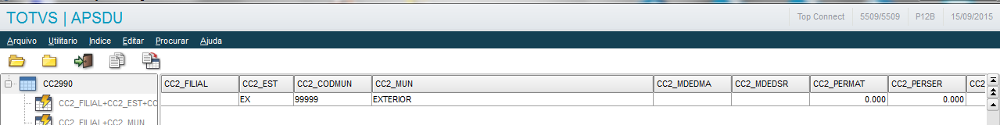 TOTVS | APSDU Top Connect 5509/5509 P12B 15/09/2015
Arquivo Utilitario Indice Editar Procurar Ajuda
CC2990 CC2_FILIAL CC2_EST CC2_CODMUN CC2_MUN CC2_MDEDMA CC2_MDEDSR CC2_PERMAT CC2_PERSER CC2
CC2_FILIAL+CC2_EST+CC EX 99999 EXTERIOR 0.000 0.000
CC2_FILIAL+CC2_MUN